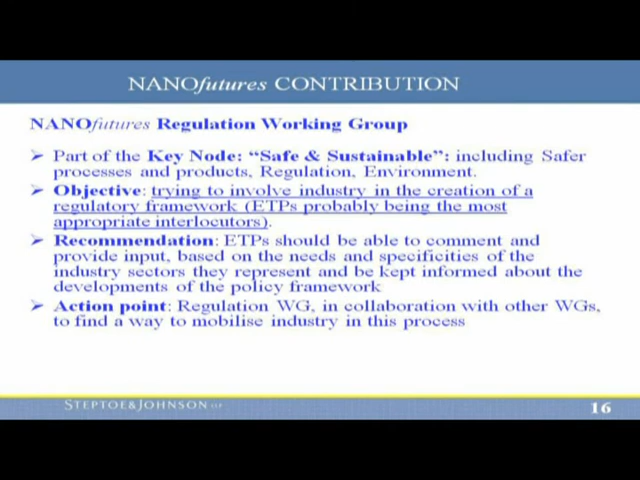 NANOfutures CONTRIBUTION
NANOfutures Regulation Working Group
➢ Part of the Key Node: “Safe & Sustainable”: including Safer
processes and products, Regulation, Environment.
➢ Objective: trying to involve industry in the creation of a
regulatory framework (ETPs probably being the most
appropriate interlocutors).
➢ Recommendation: ETPs should be able to comment and
provide input, based on the needs and specificities of the
industry sectors they represent and be kept informed about the
developments of the policy framework
➢ Action point: Regulation WG, in collaboration with other WGs,
to find a way to mobilise industry in this process
STEPTOE&JOHNSON LLP
16